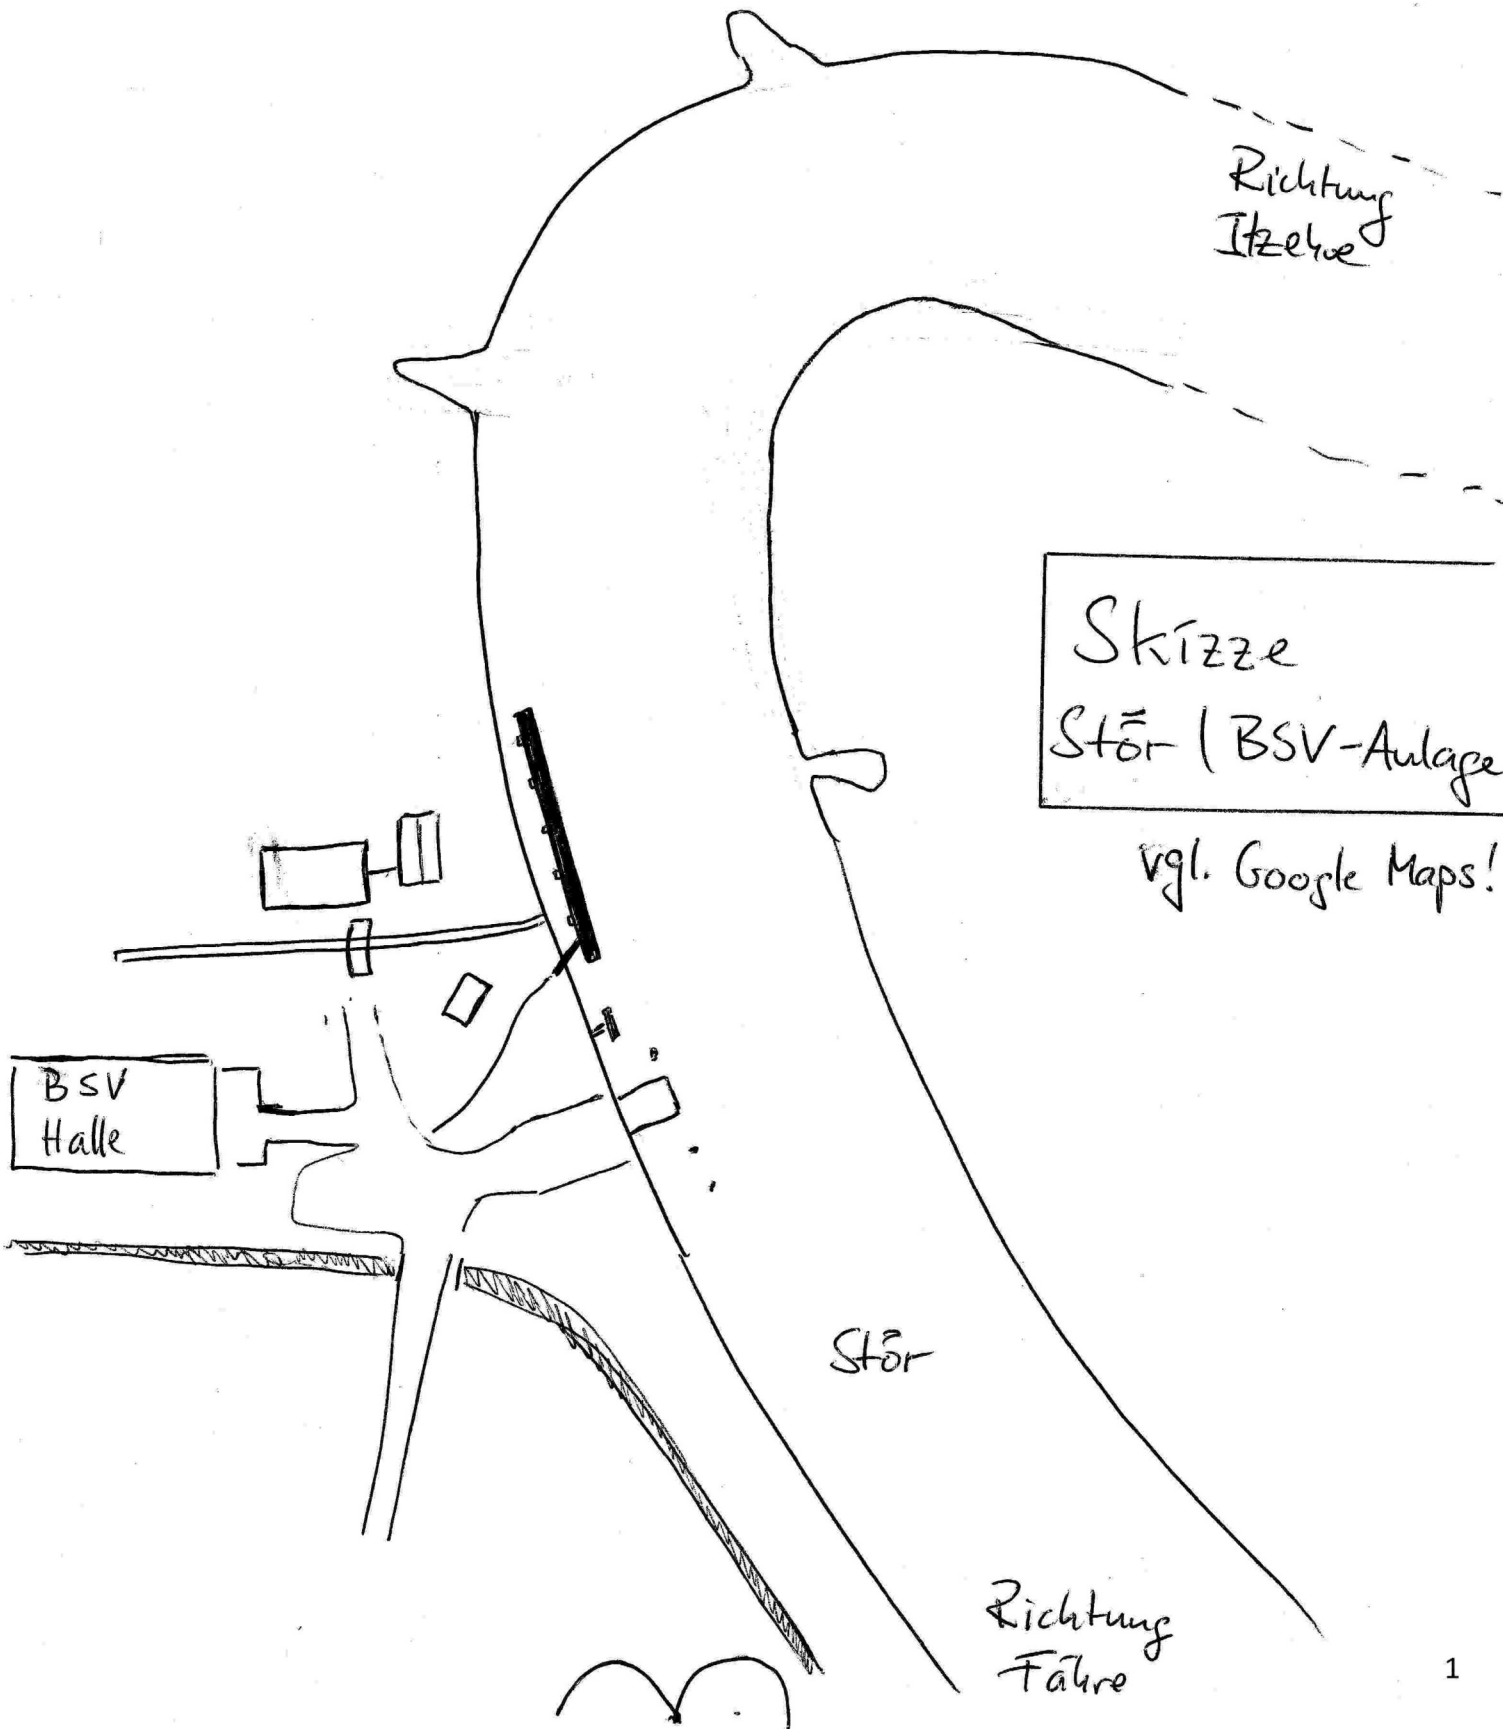 Richtung
Itzehoe
Skizze
Stör / BSV-Anlage
vgl. Google Maps!
BSV
Halle
Stör
Richtung
Fähre
1